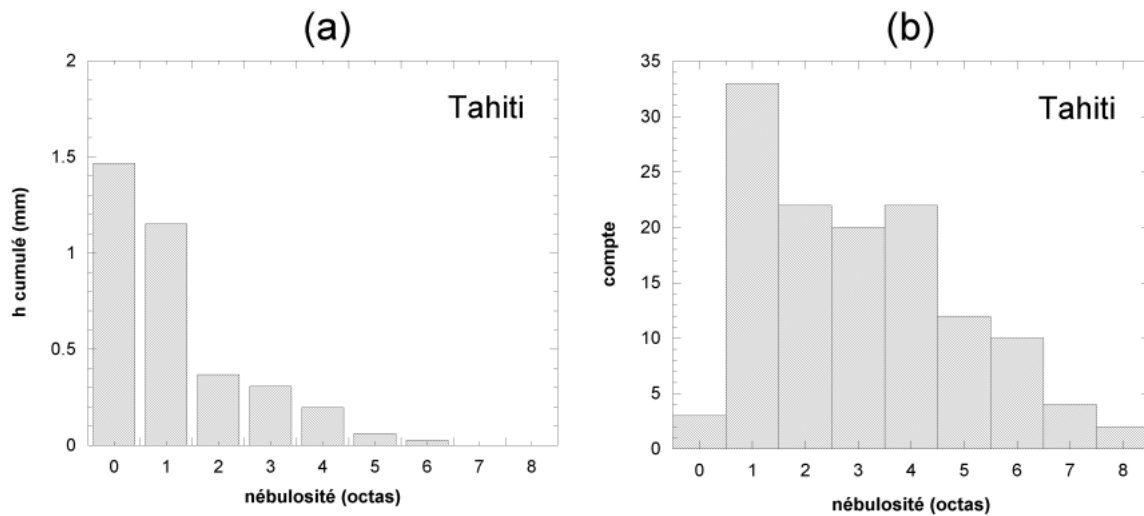 (a)
Tahiti
h cumulé (mm)
2
1.5
1
0.5
0
0 1 2 3 4 5 6 7 8
nébulosité (octas)
(b)
Tahiti
compte
35
30
25
20
15
10
5
0
0 1 2 3 4 5 6 7 8
nébulosité (octas)